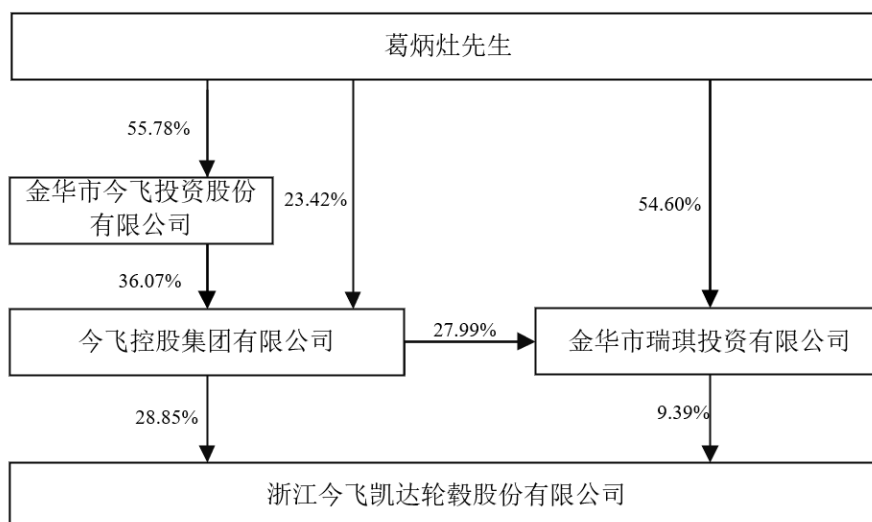 葛炳灶先生
55.78%
金华市今飞投资股份
有限公司
23.42%
54.60%
36.07%
今飞控股集团有限公司
27.99%
金华市瑞琪投资有限公司
28.85%
9.39%
浙江今飞凯达轮毂股份有限公司